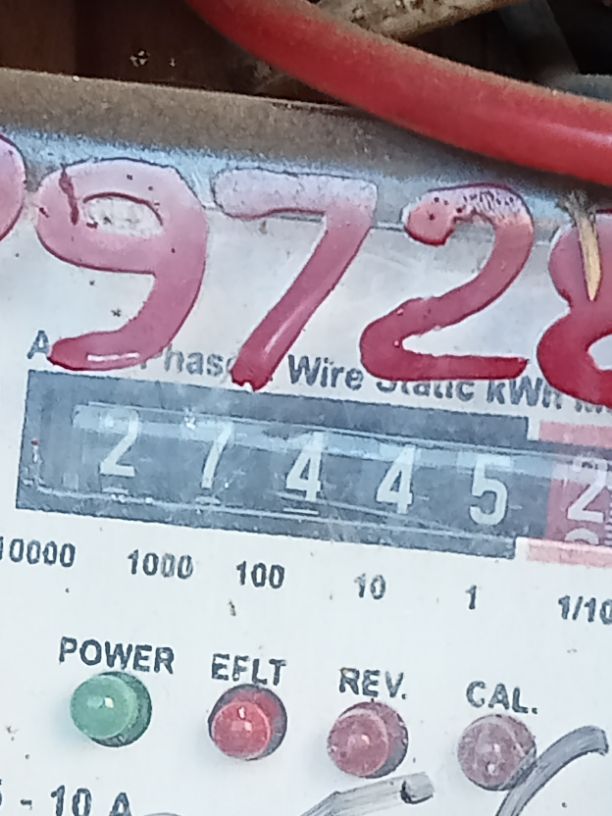 9728
Phase Wire Static kWh
2 7 4 4 5 2
10000 1000 100 10 1 1/10
POWER EFLT REV. CAL.
- 10 A